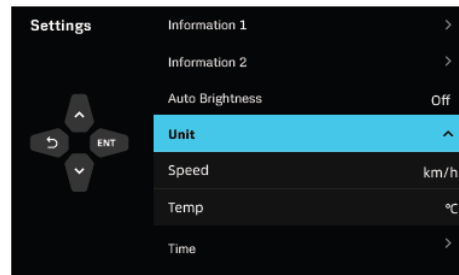 Settings
Information 1
Information 2
Auto Brightness Off
Unit
ENT
Speed km/h
Temp °C
Time